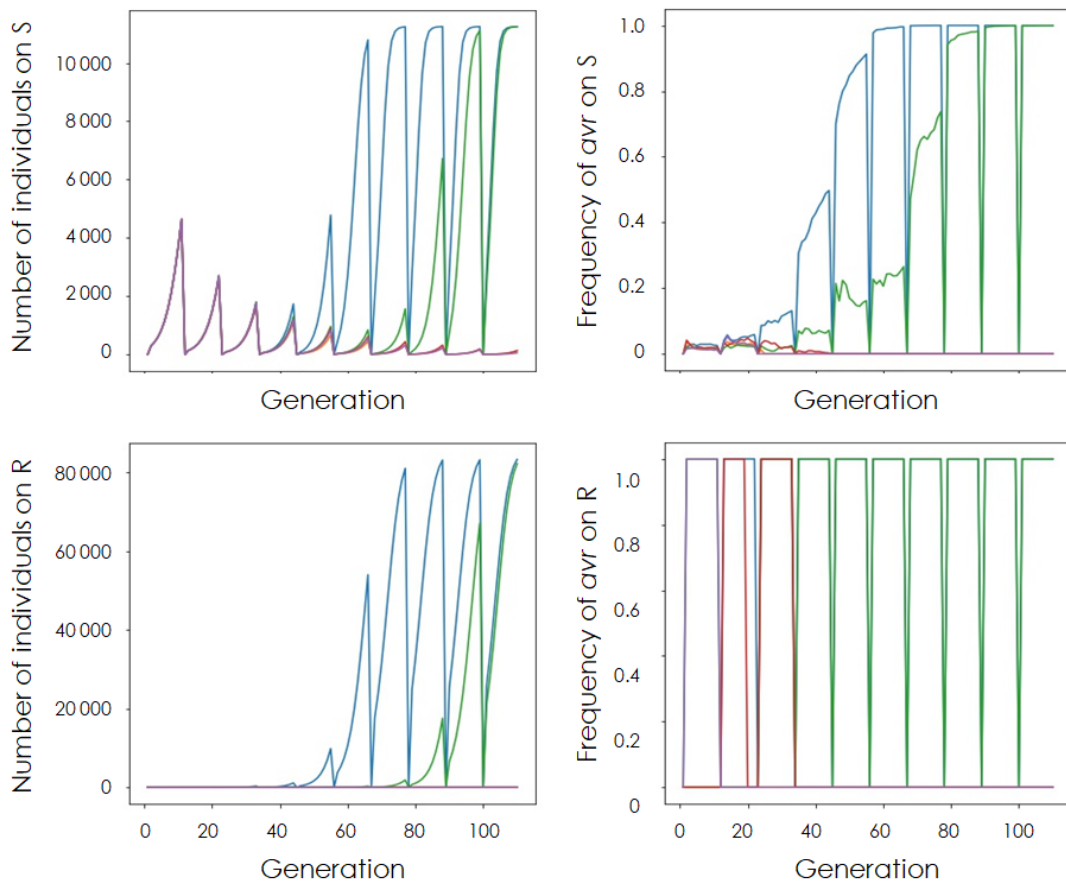 Number of individuals on S
10 000
8 000
6 000
4 000
2 000
0
Generation
Frequency of avr on S
1.0
0.8
0.6
0.4
0.2
0
Generation
Number of individuals on R
80 000
60 000
40 000
20 000
0
0 20 40 60 80 100
Generation
Frequency of avr on R
1.0
0.8
0.6
0.4
0.2
0
0 20 40 60 80 100
Generation